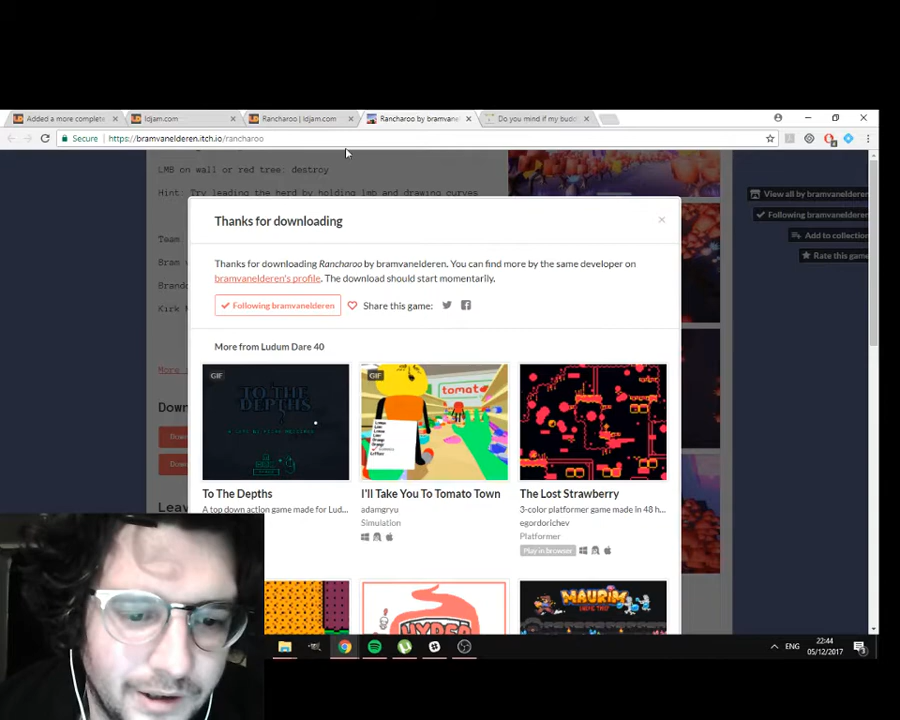 Added a more complete
ldjam.com
Rancharoo | ldjam.com
Rancharoo by bramvane
Do you mind if my bud
Secure
https://bramvanelderen.itch.io/rancharoo
LMB on wall or red tree: destroy
Hint: Try leading the herd by holding lmb and drawing curves
View all by bramvanelderen
Following bramvanelderen
Add to collection
Rate this game
Team
Bram v
Brando
Kirk M
More
Down
Dow
Dow
Leav
Thanks for downloading
Thanks for downloading Rancharoo by bramvanelderen. You can find more by the same developer on
bramvanelderen's profile. The download should start momentarily.
Following bramvanelderen
Share this game:
More from Ludum Dare 40
GIF
TO THE
DEPTHS
GIF
tomato
To The Depths
A top down action game made for Lud...
I'll Take You To Tomato Town
adamgryu
Simulation
The Lost Strawberry
3-color platformer game made in 48 h...
egordorichev
Platformer
Play in browser
HYPER
MAURIM
ENG
22:44
05/12/2017